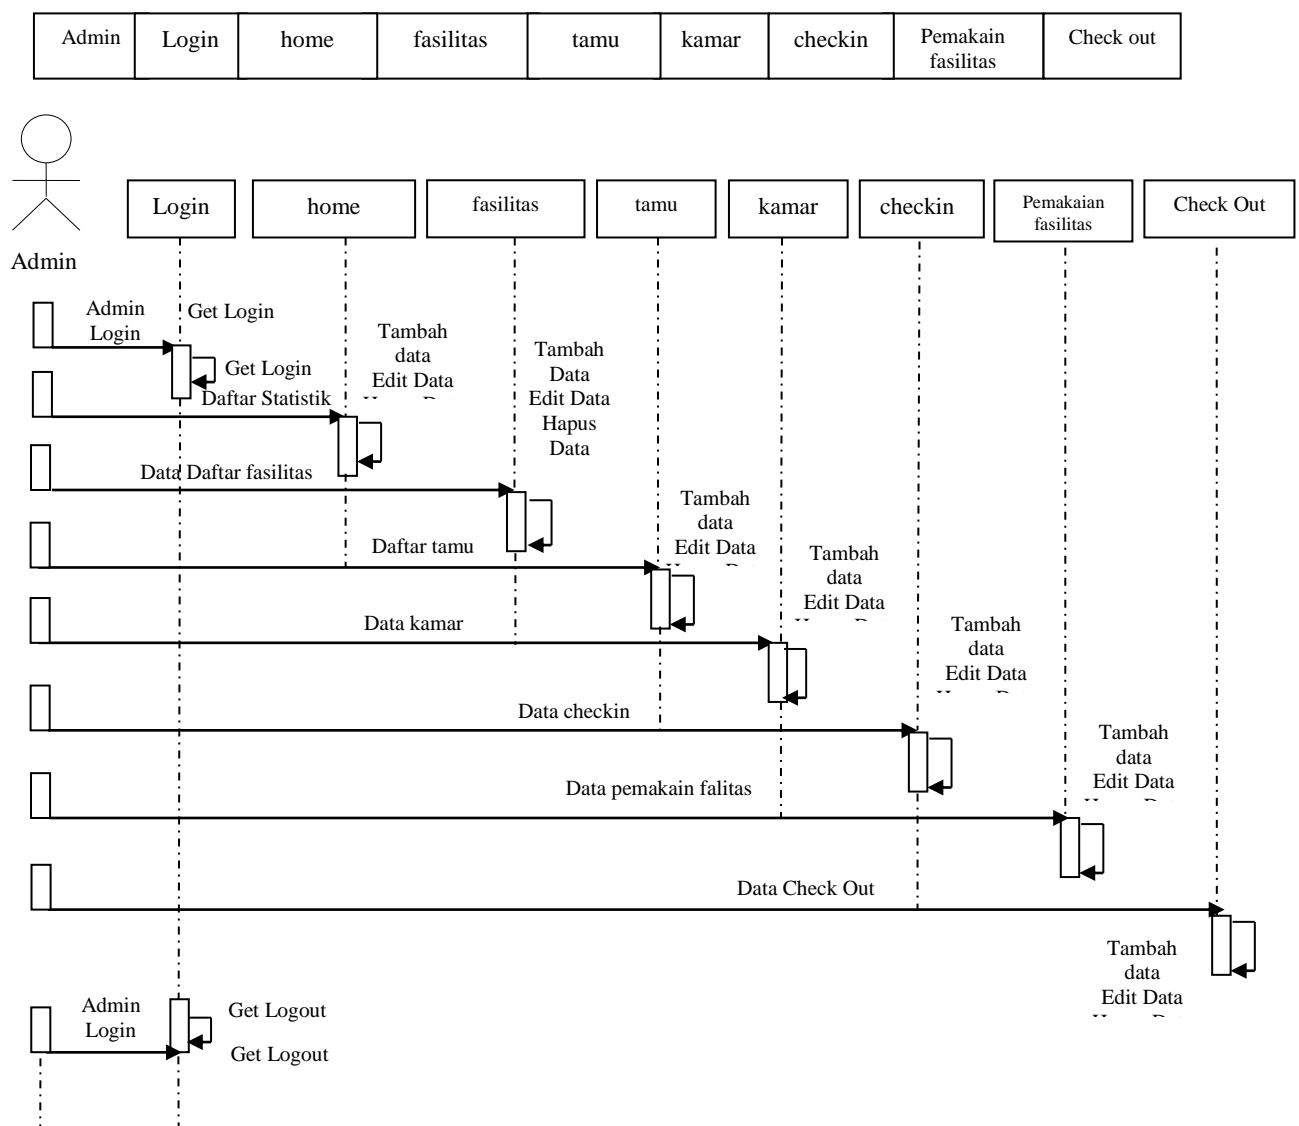 Admin
Login
home
fasilitas
tamu
kamar
checkin
Pemakain
fasilitas
Check out
Login
home
fasilitas
tamu
kamar
checkin
Pemakaian
fasilitas
Check Out
Admin
Admin
Login
Get Login
Get Login
Tambah
data
Edit Data
Daftar Statistik
Tambah
Data
Edit Data
Hapus
Data
Data Daftar fasilitas
Tambah
data
Edit Data
Daftar tamu
Tambah
data
Edit Data
Data kamar
Tambah
data
Edit Data
Data checkin
Tambah
data
Edit Data
Data pemakain falitas
Data Check Out
Tambah
data
Edit Data
Admin
Login
Get Logout
Get Logout